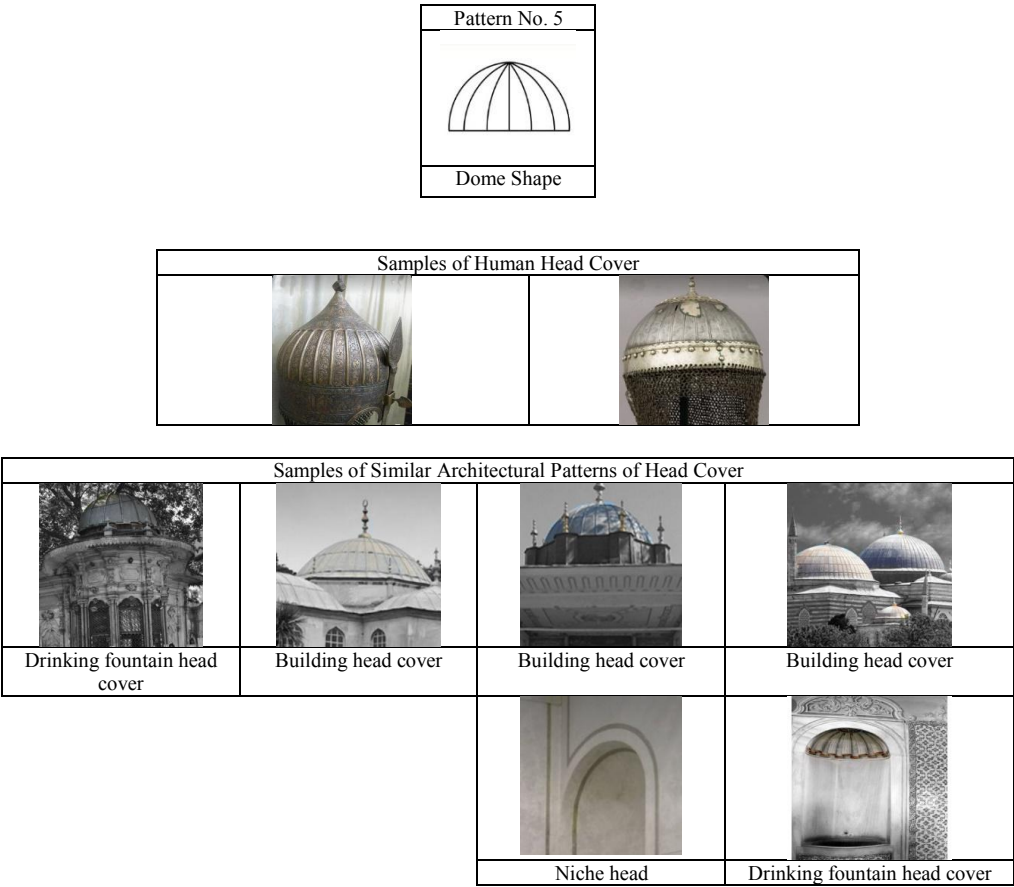 Pattern No. 5
Dome Shape
Samples of Human Head Cover
Samples of Similar Architectural Patterns of Head Cover
Drinking fountain head
cover
Building head cover
Building head cover
Building head cover
Niche head
Drinking fountain head cover